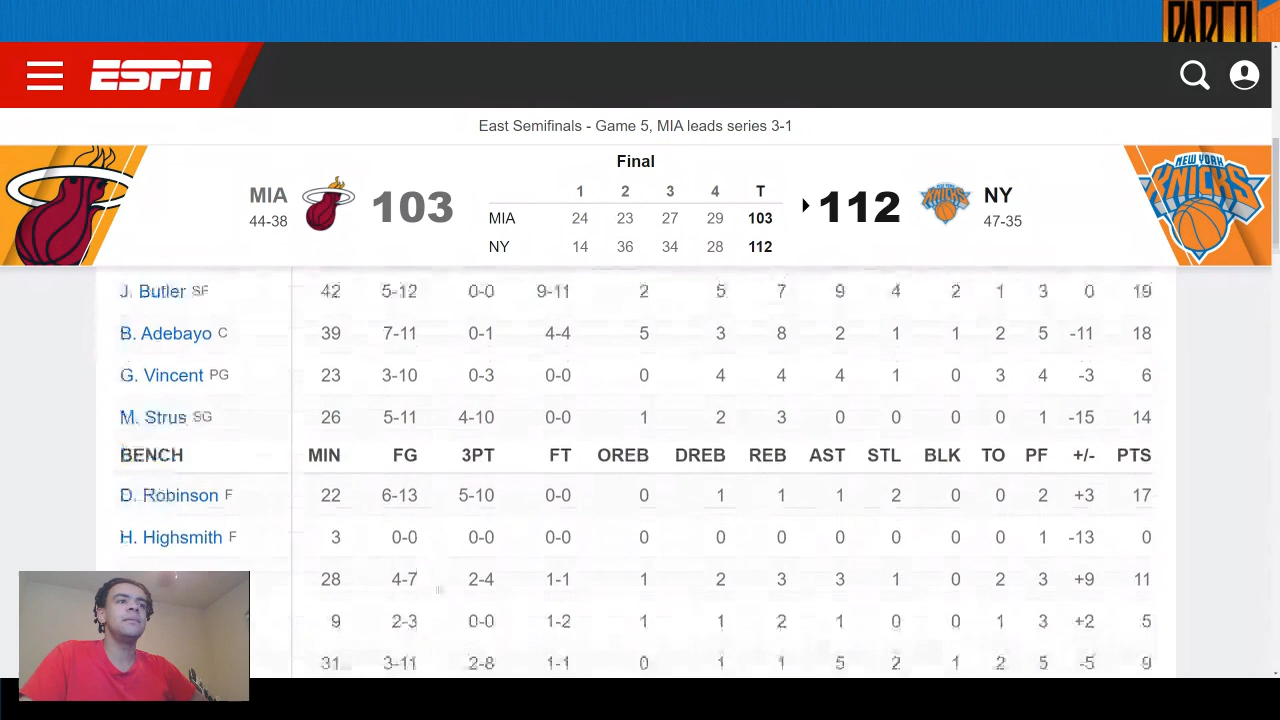 PARCO
ESPN
East Semifinals - Game 5, MIA leads series 3-1
Final
MIA 44-38 103
1 2 3 4 T
MIA 24 23 27 29 103
NY 14 36 34 28 112
112 NY 47-35
NEW YORK KNICKS
J. Butler SF 42 5-12 0-0 9-11 2 5 7 9 4 2 1 3 0 19
B. Adebayo C 39 7-11 0-1 4-4 5 3 8 2 1 1 2 5 -11 18
G. Vincent PG 23 3-10 0-3 0-0 0 4 4 4 1 0 3 4 -3 6
M. Strus SG 26 5-11 4-10 0-0 1 2 3 0 0 0 0 1 -15 14
BENCH MIN FG 3PT FT OREB DREB REB AST STL BLK TO PF +/- PTS
D. Robinson F 22 6-13 5-10 0-0 0 1 1 1 2 0 0 2 +3 17
H. Highsmith F 3 0-0 0-0 0-0 0 0 0 0 0 0 0 1 -13 0
28 4-7 2-4 1-1 1 2 3 3 1 0 2 3 +9 11
9 2-3 0-0 1-2 1 1 2 1 0 0 1 3 +2 5
31 3-11 2-8 1-1 0 1 1 5 2 1 2 5 -5 9